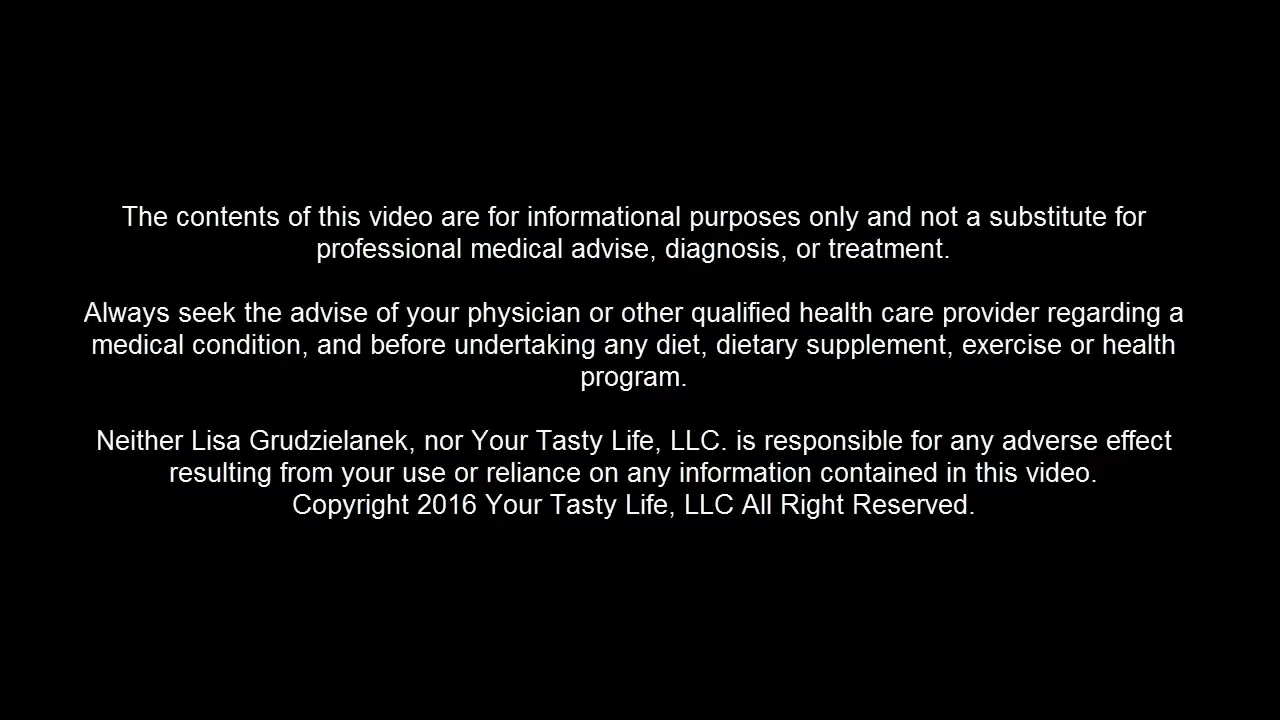 The contents of this video are for informational purposes only and not a substitute for
professional medical advise, diagnosis, or treatment.
Always seek the advise of your physician or other qualified health care provider regarding a
medical condition, and before undertaking any diet, dietary supplement, exercise or health
program.
Neither Lisa Grudzielanek, nor Your Tasty Life, LLC. is responsible for any adverse effect
resulting from your use or reliance on any information contained in this video.
Copyright 2016 Your Tasty Life, LLC All Right Reserved.